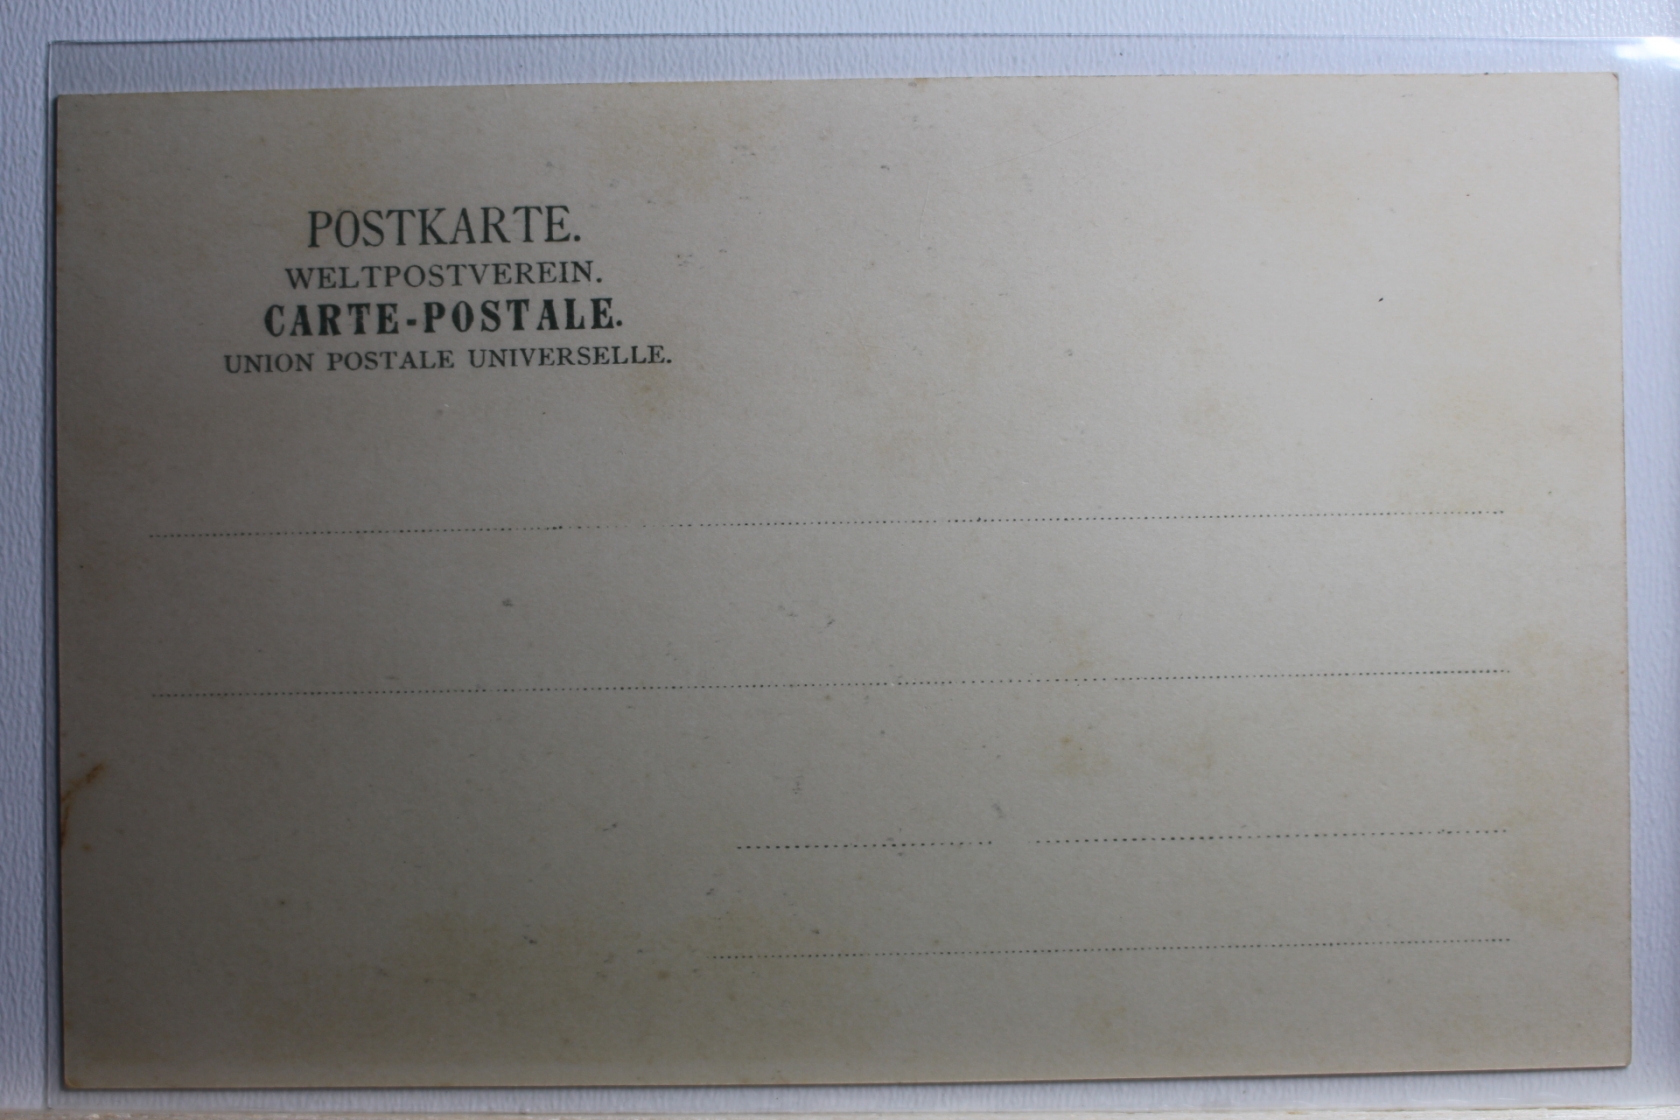 POSTKARTE.
WELTPOSTVEREIN.
CARTE-POSTALE.
UNION POSTALE UNIVERSELLE.